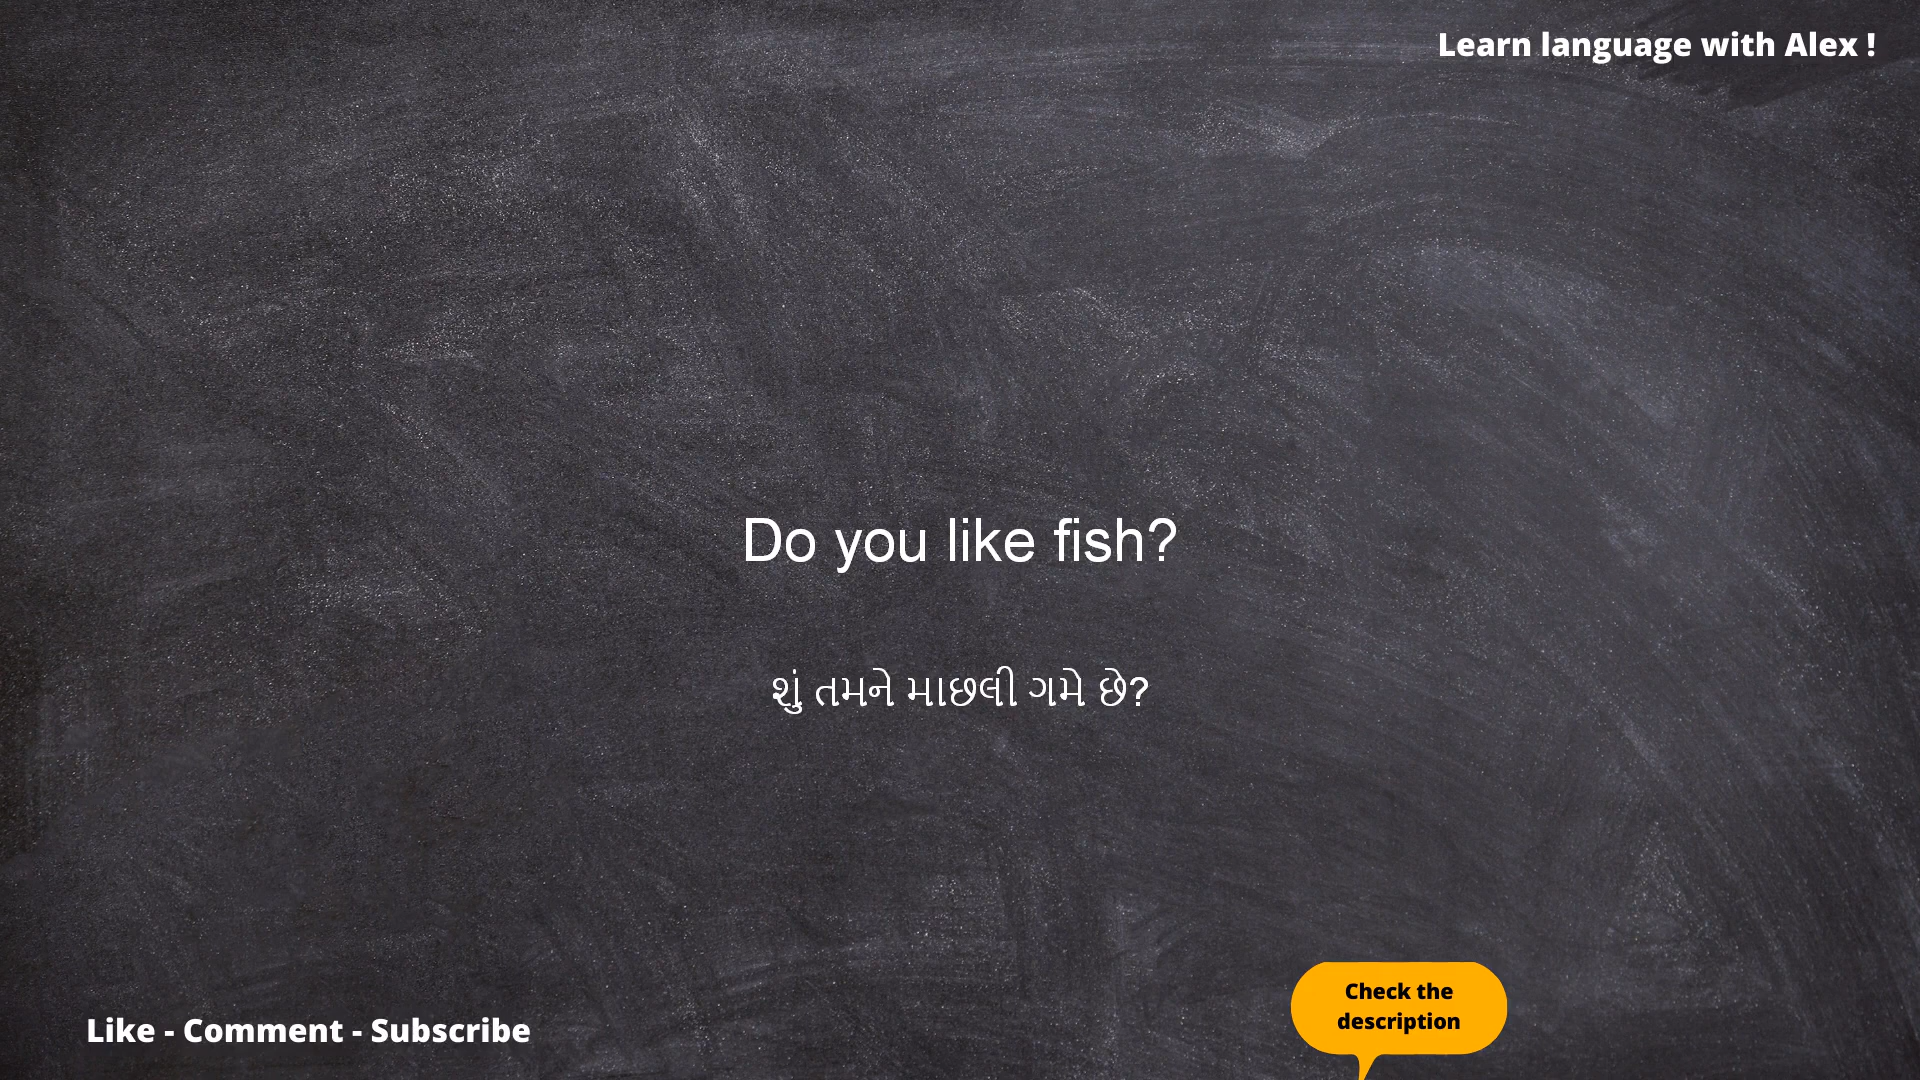 Learn language with Alex !
Do you like fish?
શું તમને માછલી ગમે છે?
Check the
description
Like - Comment - Subscribe